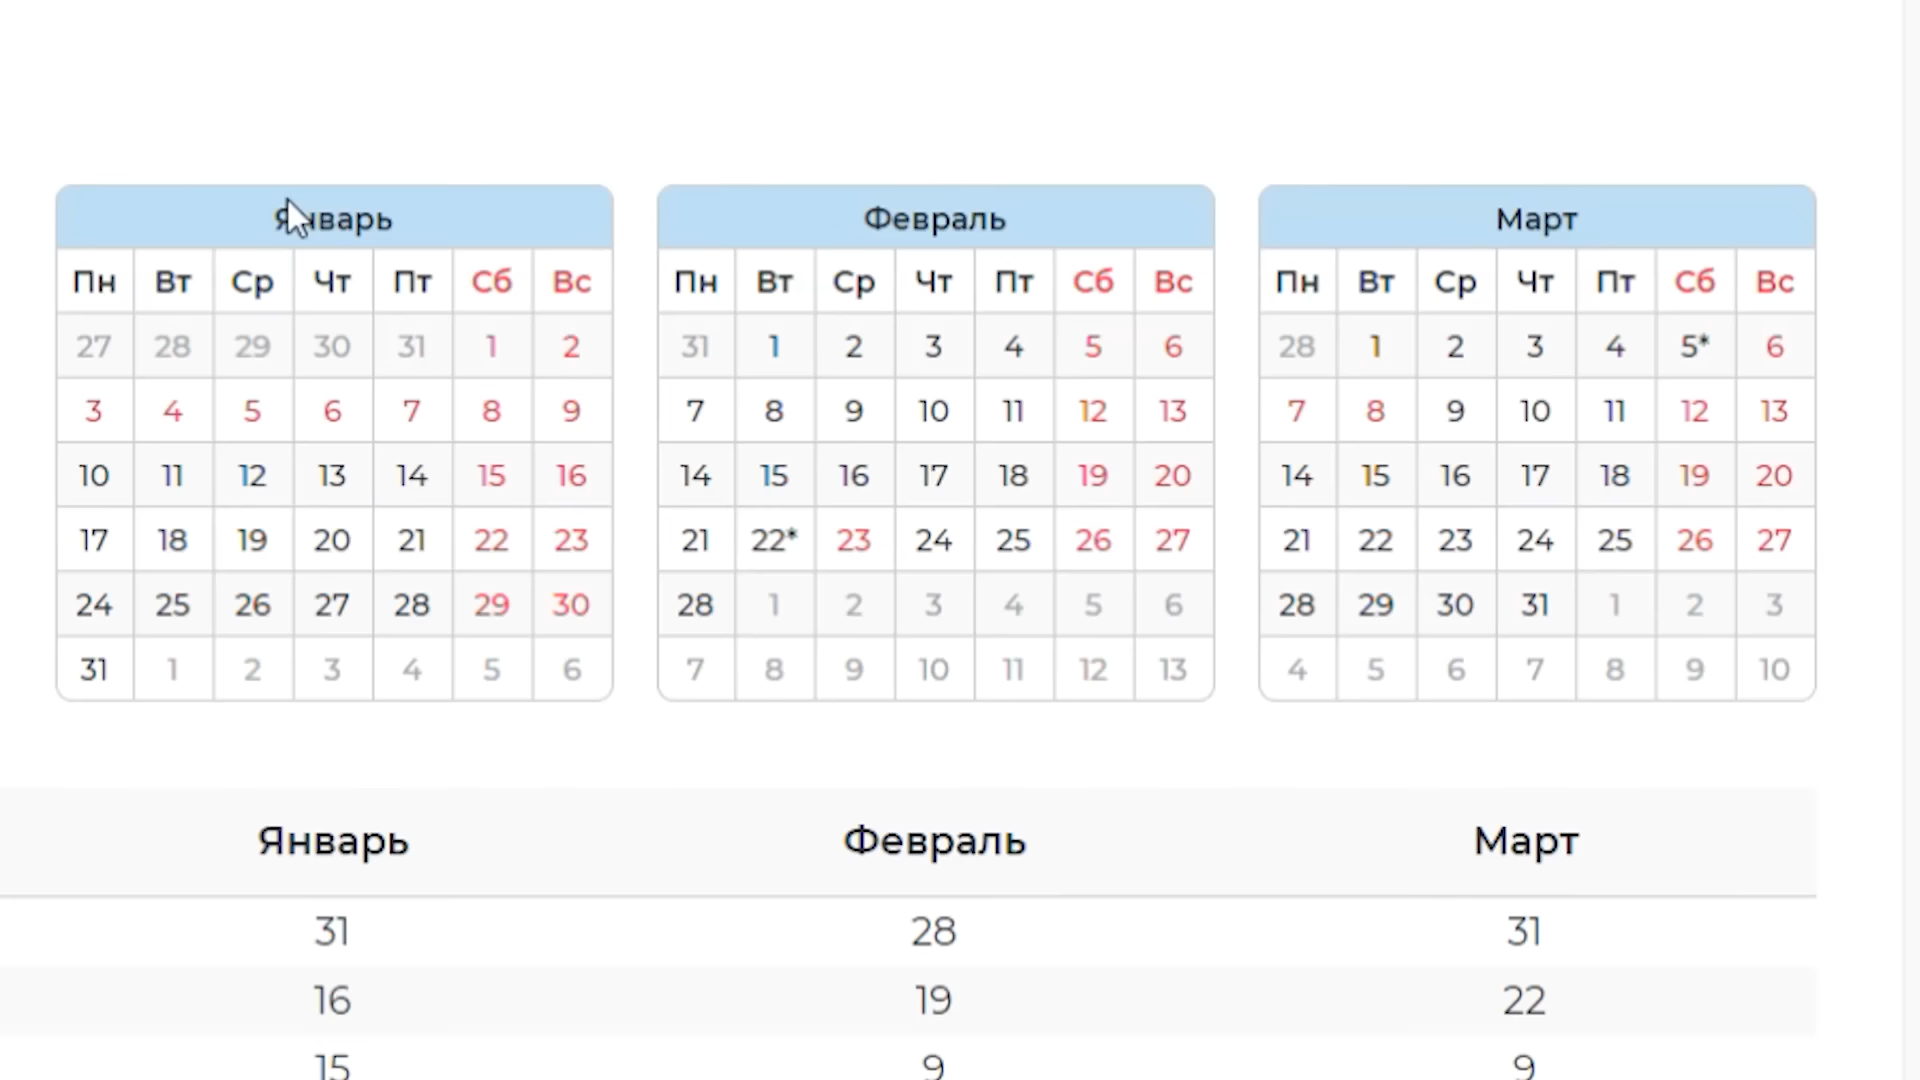 Январь
Пн Вт Ср Чт Пт Сб Вс
27 28 29 30 31 1 2
3 4 5 6 7 8 9
10 11 12 13 14 15 16
17 18 19 20 21 22 23
24 25 26 27 28 29 30
31 1 2 3 4 5 6
Февраль
Пн Вт Ср Чт Пт Сб Вс
31 1 2 3 4 5 6
7 8 9 10 11 12 13
14 15 16 17 18 19 20
21 22* 23 24 25 26 27
28 1 2 3 4 5 6
7 8 9 10 11 12 13
Март
Пн Вт Ср Чт Пт Сб Вс
28 1 2 3 4 5* 6
7 8 9 10 11 12 13
14 15 16 17 18 19 20
21 22 23 24 25 26 27
28 29 30 31 1 2 3
4 5 6 7 8 9 10
Январь Февраль Март
31 28 31
16 19 22
15 9 9